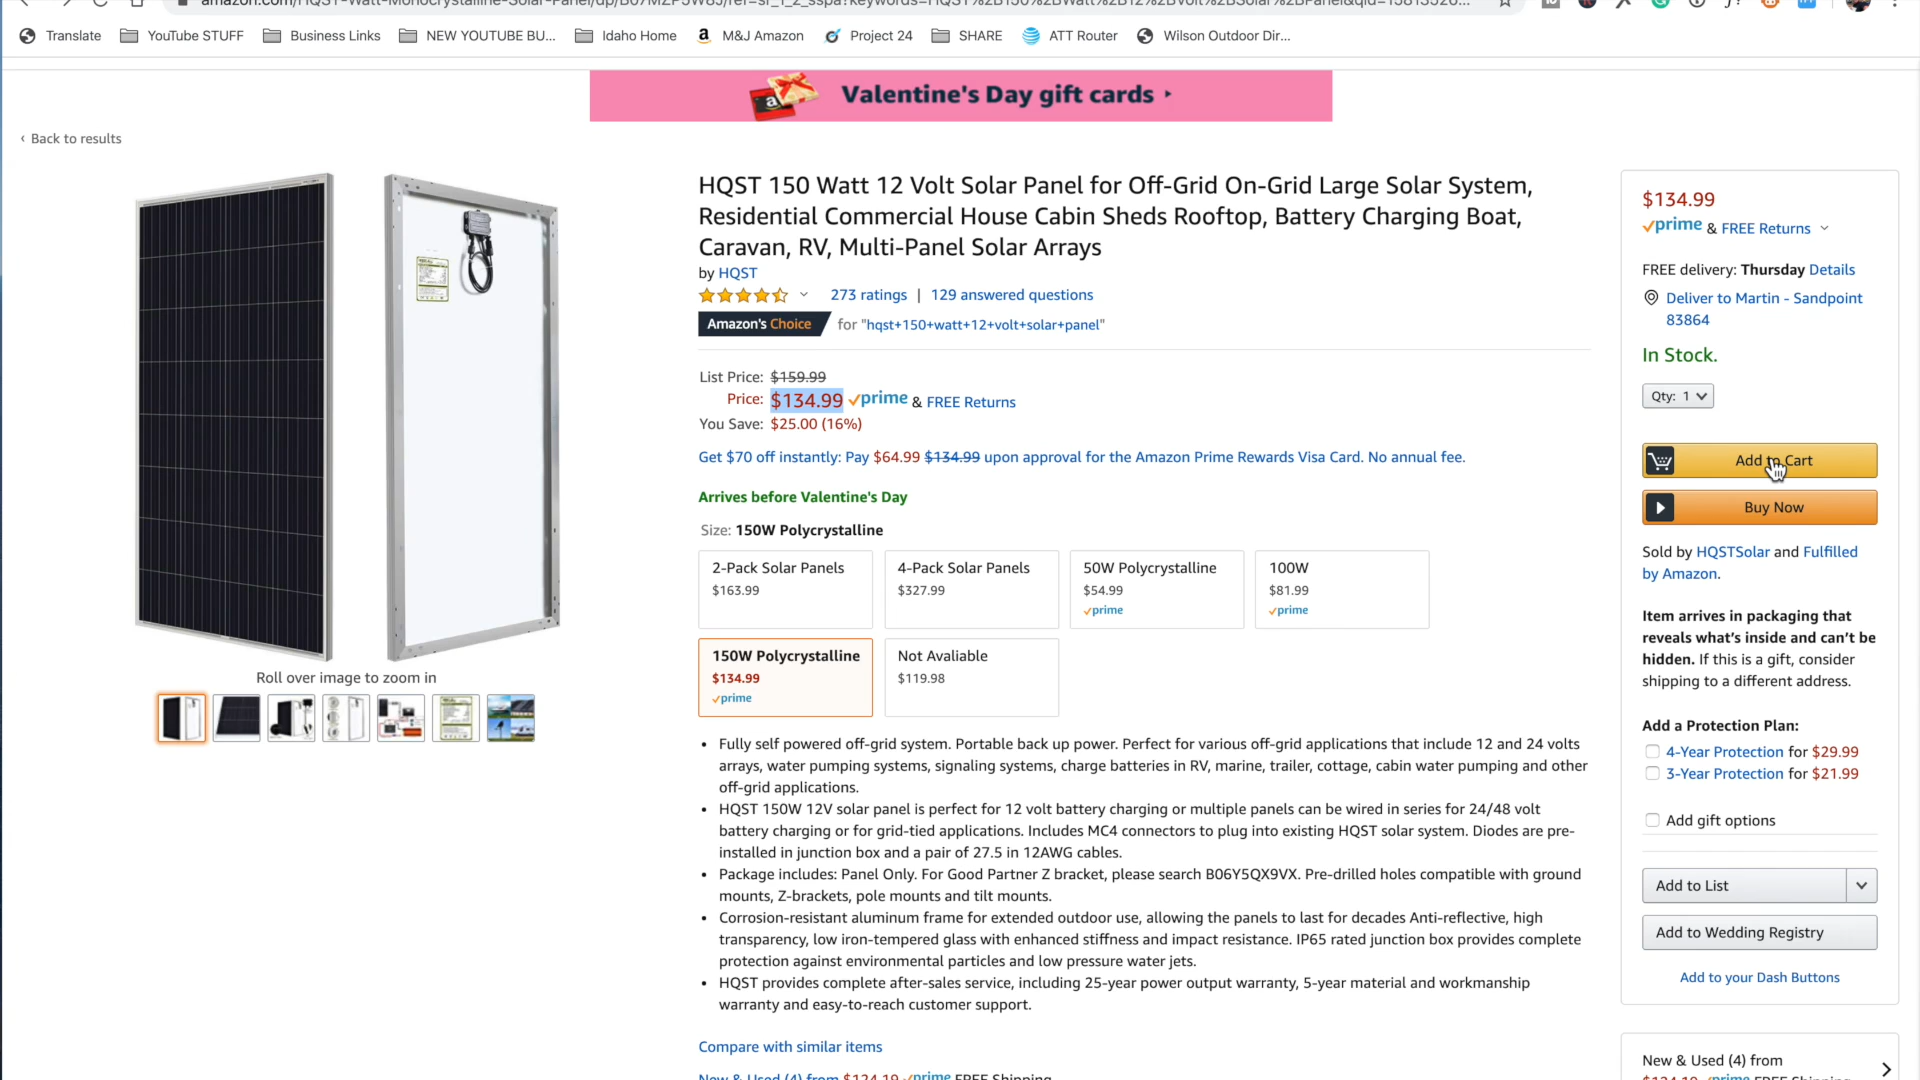 Translate YouTube STUFF Business Links NEW YOUTUBE BU... Idaho Home M&J Amazon Project 24 SHARE ATT Router Wilson Outdoor Dir...
Valentine's Day gift cards
‹ Back to results
HQST 150 Watt 12 Volt Solar Panel for Off-Grid On-Grid Large Solar System,
Residential Commercial House Cabin Sheds Rooftop, Battery Charging Boat,
Caravan, RV, Multi-Panel Solar Arrays
by HQST
273 ratings | 129 answered questions
Amazon's Choice for "hqst+150+watt+12+volt+solar+panel"
List Price: $159.99
Price: $134.99 prime & FREE Returns
You Save: $25.00 (16%)
Get $70 off instantly: Pay $64.99 $134.99 upon approval for the Amazon Prime Rewards Visa Card. No annual fee.
Arrives before Valentine's Day
Size: 150W Polycrystalline
2-Pack Solar Panels
$163.99
4-Pack Solar Panels
$327.99
50W Polycrystalline
$54.99
prime
100W
$81.99
prime
150W Polycrystalline
$134.99
prime
Not Avaliable
$119.98
Roll over image to zoom in
• Fully self powered off-grid system. Portable back up power. Perfect for various off-grid applications that include 12 and 24 volts
arrays, water pumping systems, signaling systems, charge batteries in RV, marine, trailer, cottage, cabin water pumping and other
off-grid applications.
• HQST 150W 12V solar panel is perfect for 12 volt battery charging or multiple panels can be wired in series for 24/48 volt
battery charging or for grid-tied applications. Includes MC4 connectors to plug into existing HQST solar system. Diodes are pre-
installed in junction box and a pair of 27.5 in 12AWG cables.
• Package includes: Panel Only. For Good Partner Z bracket, please search B06Y5QX9VX. Pre-drilled holes compatible with ground
mounts, Z-brackets, pole mounts and tilt mounts.
• Corrosion-resistant aluminum frame for extended outdoor use, allowing the panels to last for decades Anti-reflective, high
transparency, low iron-tempered glass with enhanced stiffness and impact resistance. IP65 rated junction box provides complete
protection against environmental particles and low pressure water jets.
• HQST provides complete after-sales service, including 25-year power output warranty, 5-year material and workmanship
warranty and easy-to-reach customer support.
Compare with similar items
New & Used (4) from $124.19 prime FREE Shipping
$134.99
prime & FREE Returns
FREE delivery: Thursday Details
Deliver to Martin - Sandpoint
83864
In Stock.
Qty: 1
Add to Cart
Buy Now
Sold by HQSTSolar and Fulfilled
by Amazon.
Item arrives in packaging that
reveals what's inside and can't be
hidden. If this is a gift, consider
shipping to a different address.
Add a Protection Plan:
4-Year Protection for $29.99
3-Year Protection for $21.99
Add gift options
Add to List
Add to Wedding Registry
Add to your Dash Buttons
New & Used (4) from
$124.19 prime FREE Shipping